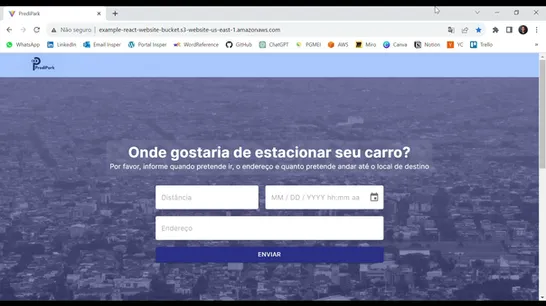 PrediPark
Não seguro
example-react-website-bucket.s3-website-us-east-1.amazonaws.com
WhatsApp
LinkedIn
Email Insper
Portal Insper
WordReference
GitHub
ChatGPT
PGMEI
AWS
Miro
Canva
Notion
YC
Trello
PrediPark
Onde gostaria de estacionar seu carro?
Por favor, informe quando pretende ir, o endereço e quanto pretende andar até o local de destino
Distância
MM / DD / YYYY hh:mm aa
Endereço
ENVIAR